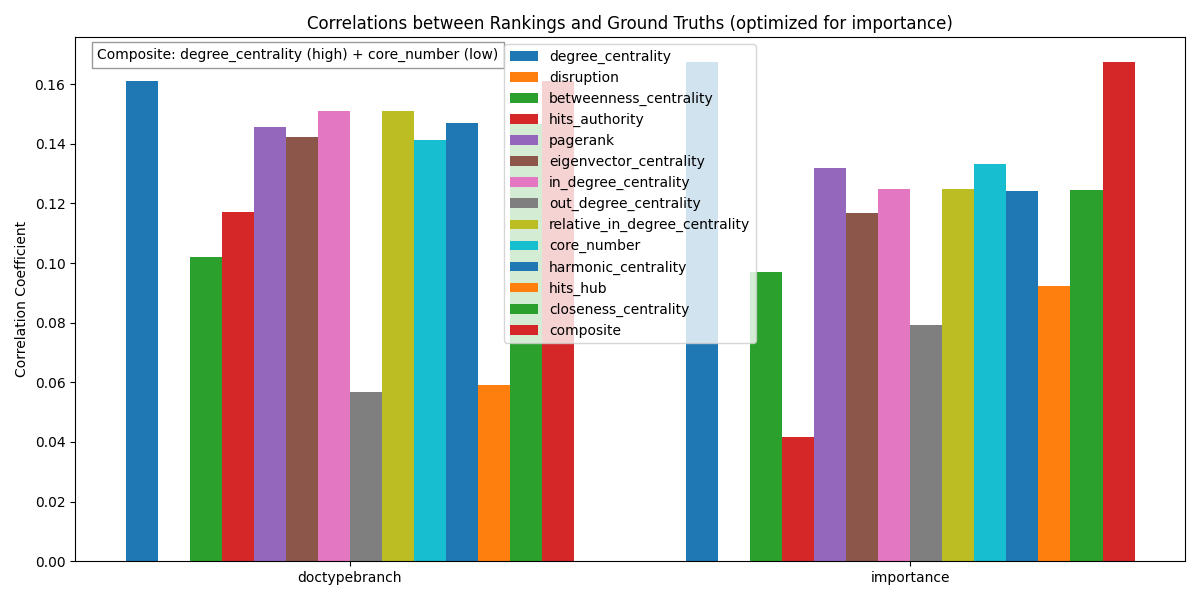 Correlations between Rankings and Ground Truths (optimized for importance)
Composite: degree_centrality (high) + core_number (low)
degree_centrality
disruption
betweenness_centrality
hits_authority
pagerank
eigenvector_centrality
in_degree_centrality
out_degree_centrality
relative_in_degree_centrality
core_number
harmonic_centrality
hits_hub
closeness_centrality
composite
Correlation Coefficient
0.16
0.14
0.12
0.10
0.08
0.06
0.04
0.02
0.00
doctypebranch
importance